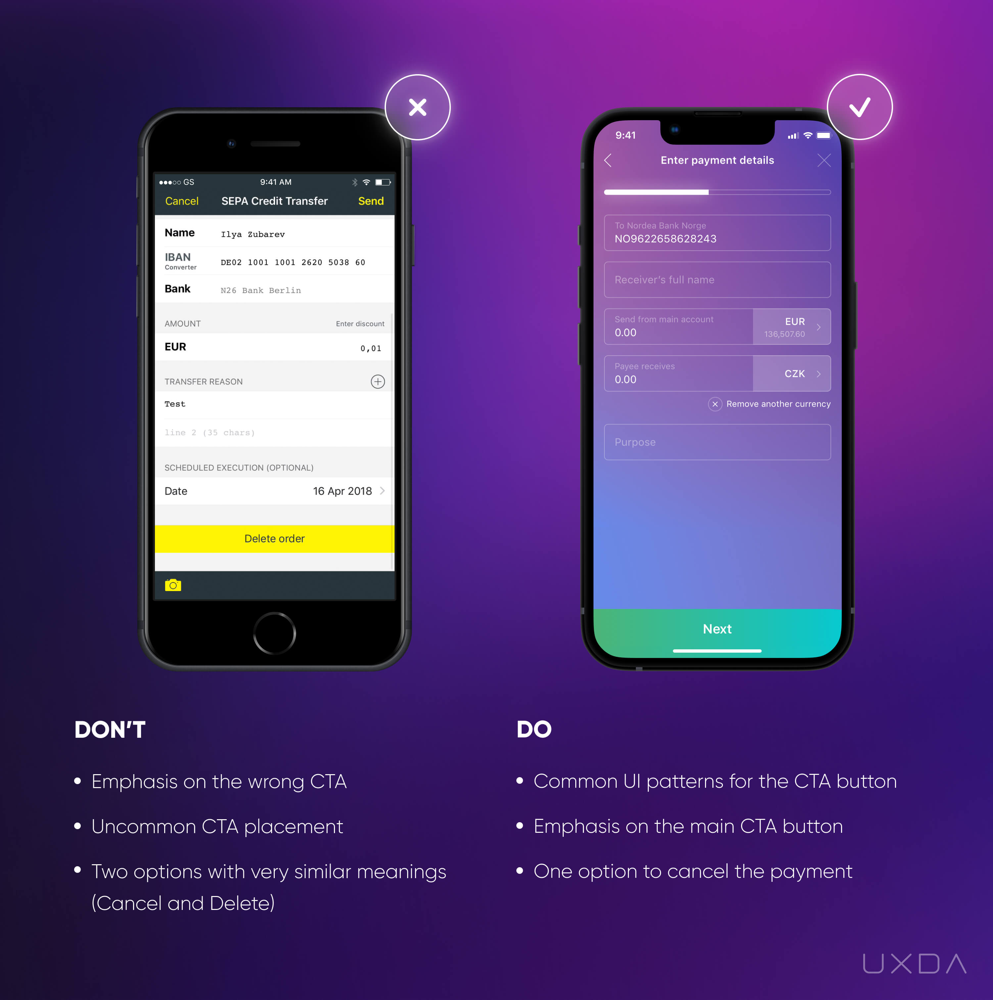 GS 9:41 AM
Cancel SEPA Credit Transfer Send
Name Ilya Zubarev
IBAN DE02 1001 1001 2620 5038 60
Converter
Bank N26 Bank Berlin
AMOUNT Enter discount
EUR 0,01
TRANSFER REASON
Test
line 2 (35 chars)
SCHEDULED EXECUTION (OPTIONAL)
Date 16 Apr 2018
Delete order
9:41
Enter payment details
To Nordea Bank Norge
NO9622658628243
Receiver's full name
Send from main account EUR
0.00 136,507.60
Payee receives
0.00 CZK
Remove another currency
Purpose
Next
DON'T
• Emphasis on the wrong CTA
• Uncommon CTA placement
• Two options with very similar meanings
(Cancel and Delete)
DO
• Common UI patterns for the CTA button
• Emphasis on the main CTA button
• One option to cancel the payment
UXDA